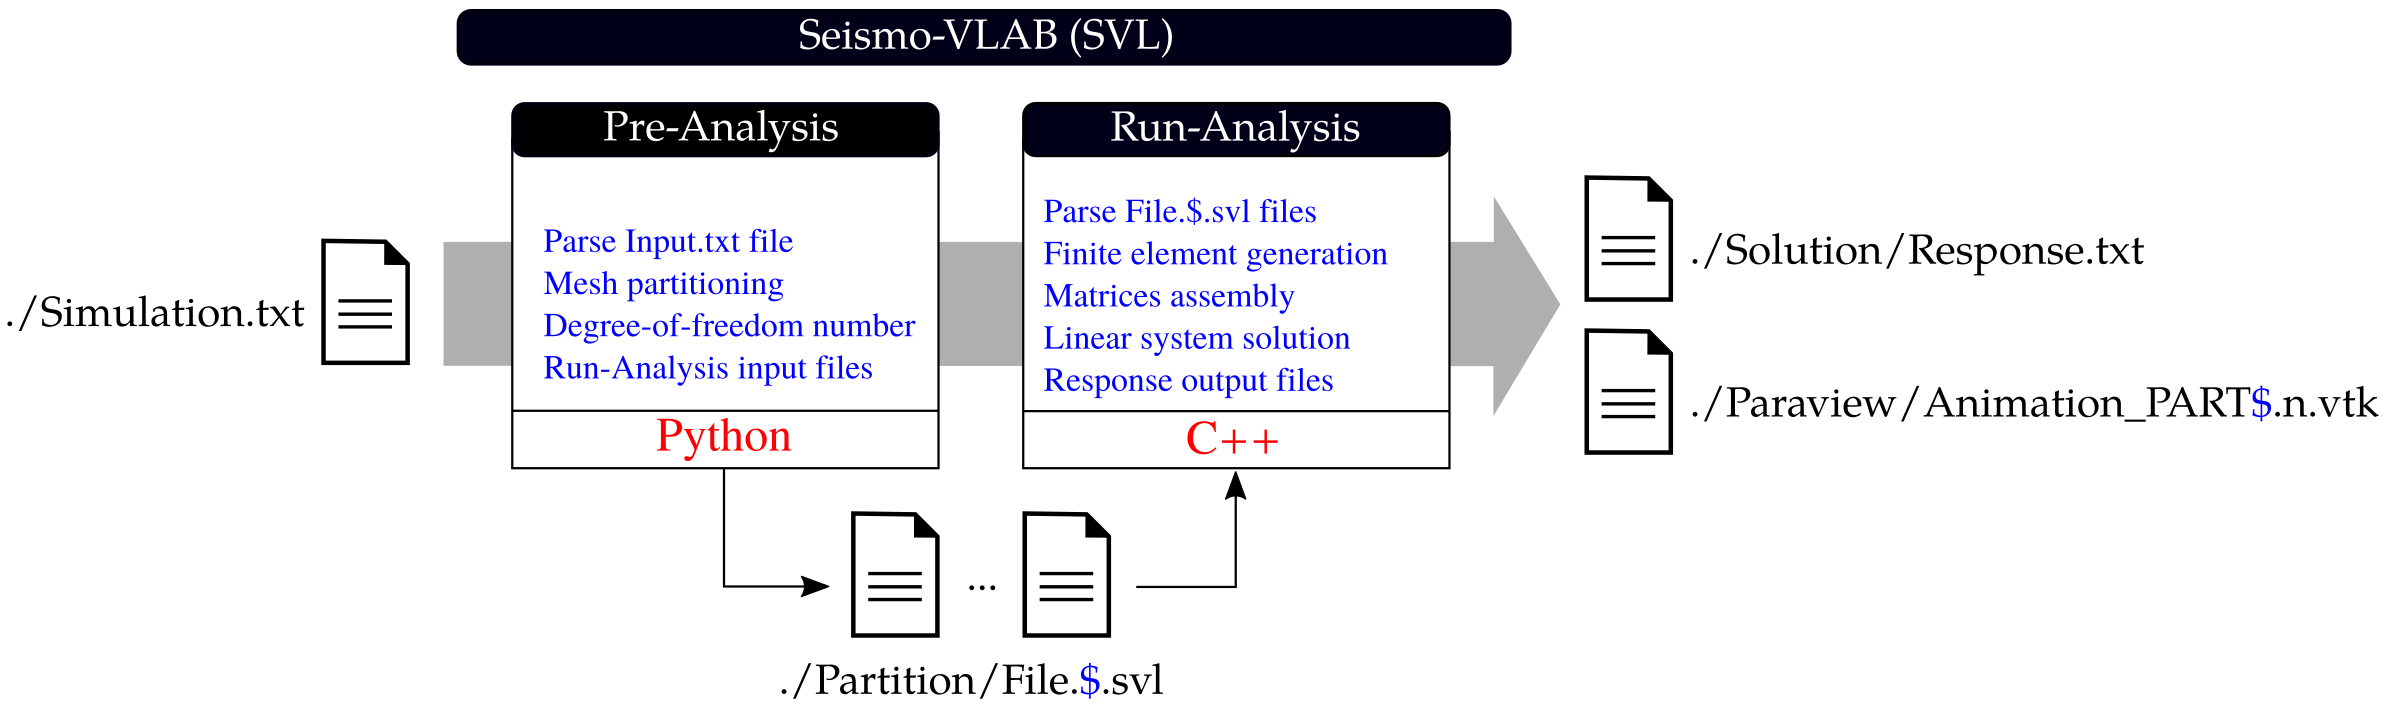 Seismo-VLAB (SVL)
./Simulation.txt
Pre-Analysis
Parse Input.txt file
Mesh partitioning
Degree-of-freedom number
Run-Analysis input files
Python
Run-Analysis
Parse File.$.svl files
Finite element generation
Matrices assembly
Linear system solution
Response output files
C++
...
./Partition/File.$.svl
./Solution/Response.txt
./Paraview/Animation_PART$.n.vtk